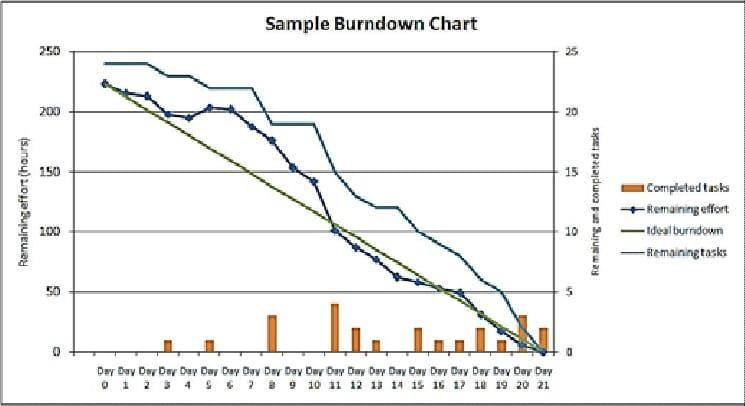 Sample Burndown Chart
250
200
150
100
50
0
Remaining effort (hours)
25
20
15
10
5
0
Remaining and completed tasks
Day 0 Day 1 Day 2 Day 3 Day 4 Day 5 Day 6 Day 7 Day 8 Day 9 Day 10 Day 11 Day 12 Day 13 Day 14 Day 15 Day 16 Day 17 Day 18 Day 19 Day 20 Day 21
Completed tasks
Remaining effort
Ideal burndown
Remaining tasks